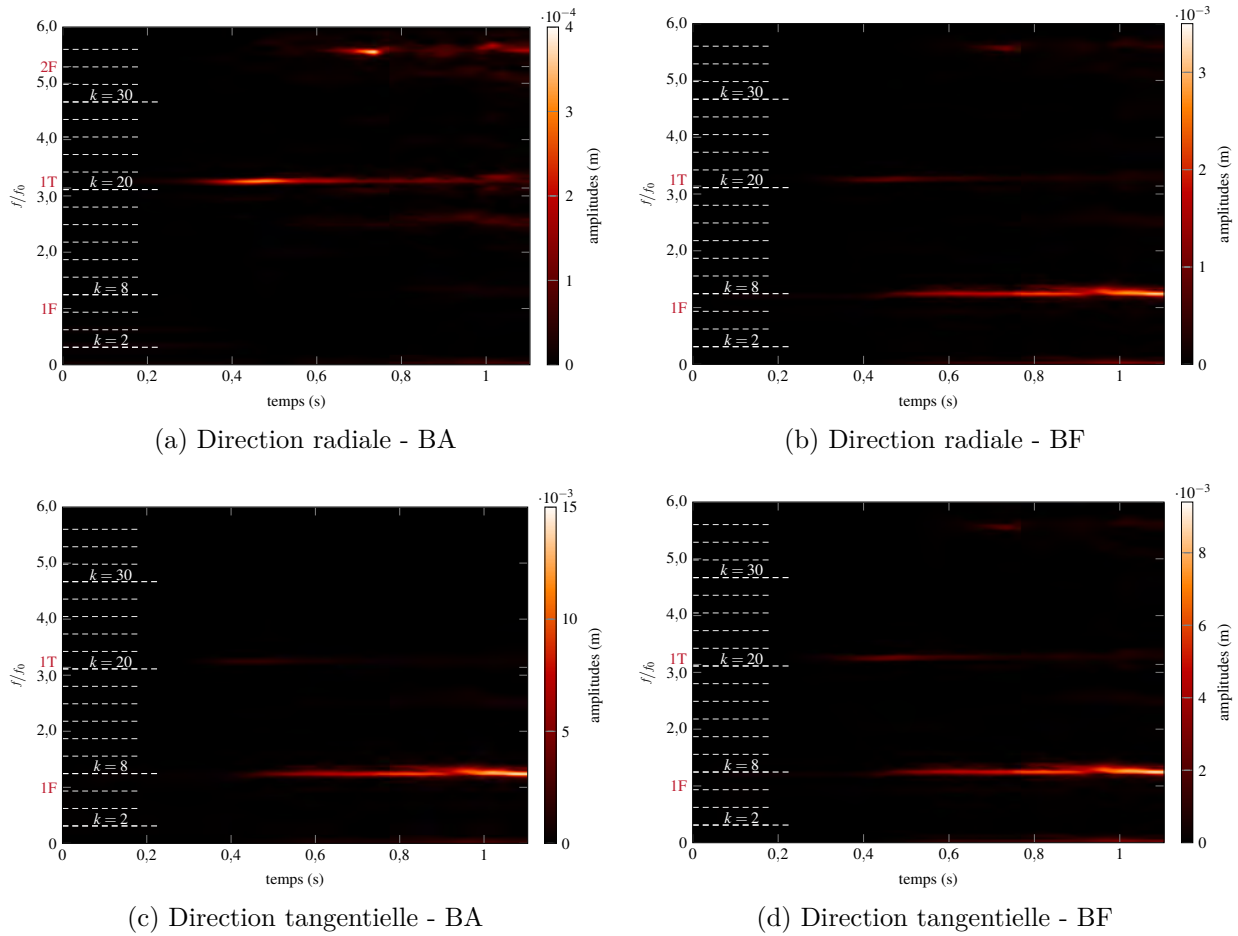 ·10⁻⁴
6,0
2F
5,0
k = 30
4,0
f/f₀
1T
k = 20
3,0
2,0
k = 8
1F
k = 2
0
0
0,2
0,4
0,6
0,8
1
temps (s)
4
3
2
1
0
amplitudes (m)
(a) Direction radiale - BA
·10⁻³
6,0
5,0
k = 30
4,0
f/f₀
1T
k = 20
3,0
2,0
k = 8
1F
k = 2
0
0
0,2
0,4
0,6
0,8
1
temps (s)
3
2
1
0
amplitudes (m)
(b) Direction radiale - BF
·10⁻³
6,0
5,0
k = 30
4,0
f/f₀
1T
k = 20
3,0
2,0
k = 8
1F
k = 2
0
0
0,2
0,4
0,6
0,8
1
temps (s)
15
10
5
0
amplitudes (m)
(c) Direction tangentielle - BA
·10⁻³
6,0
5,0
k = 30
4,0
f/f₀
1T
k = 20
3,0
2,0
k = 8
1F
k = 2
0
0
0,2
0,4
0,6
0,8
1
temps (s)
8
6
4
2
0
amplitudes (m)
(d) Direction tangentielle - BF